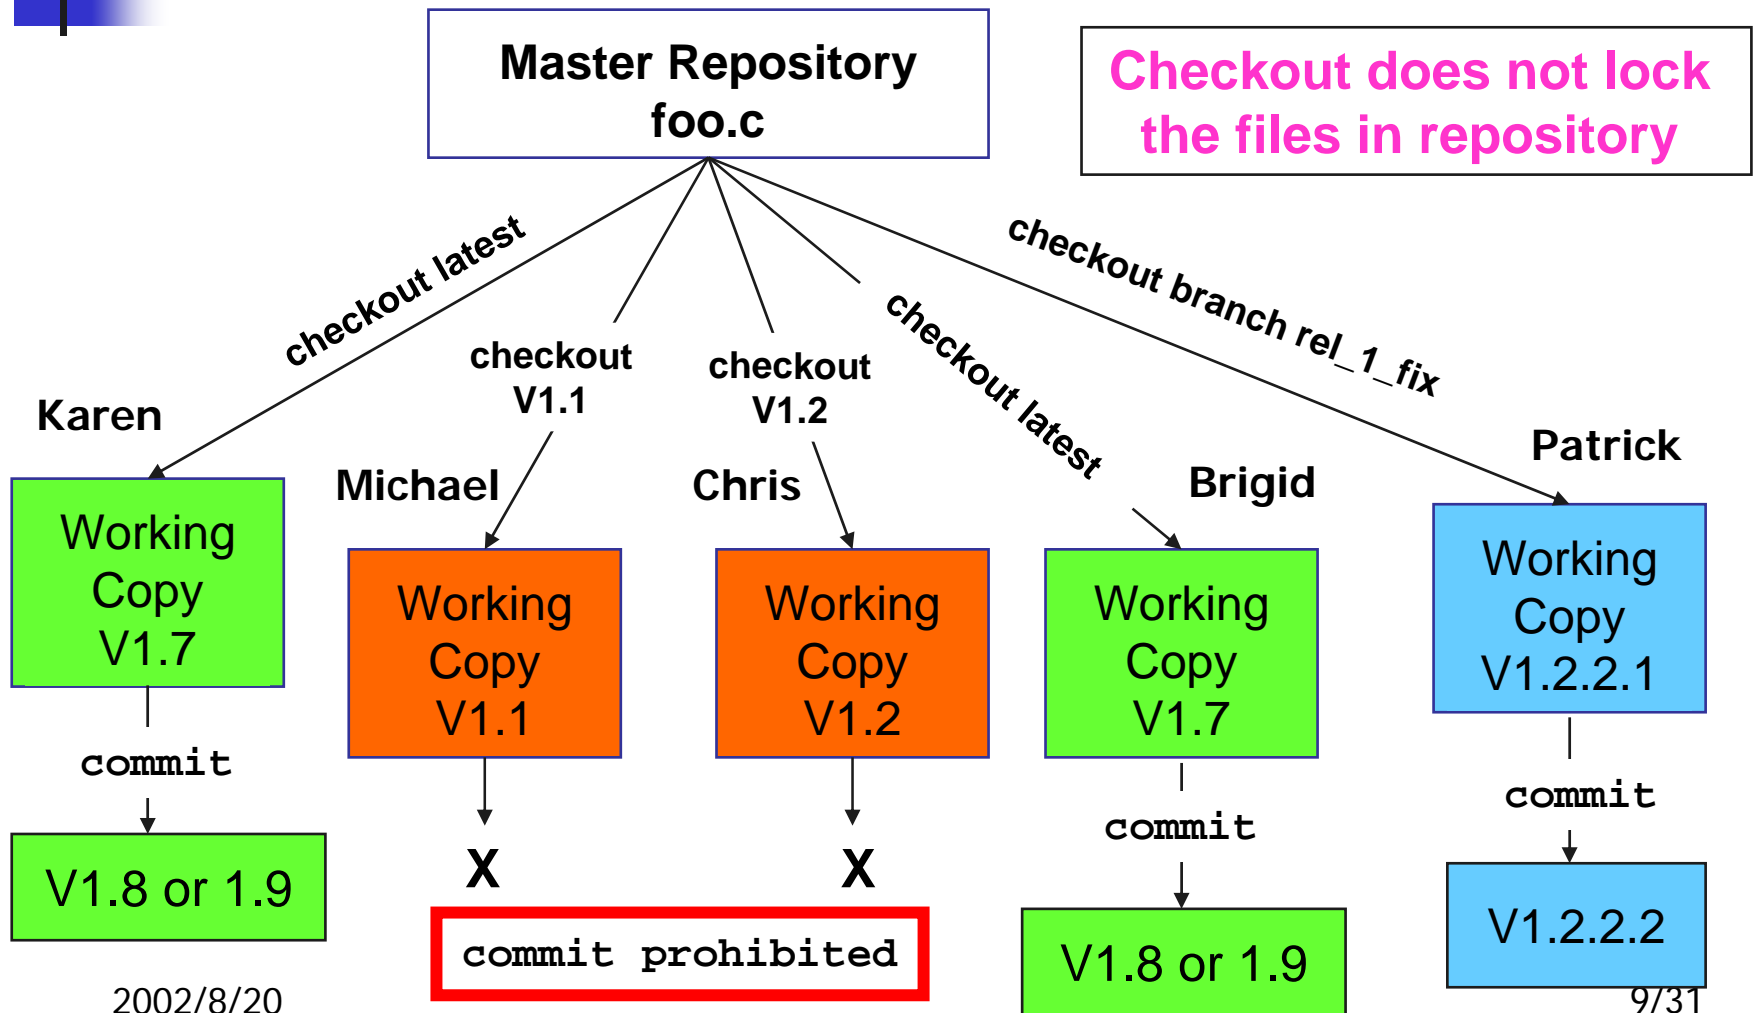 Master Repository
foo.c
Checkout does not lock
the files in repository
checkout latest
checkout
V1.1
checkout
V1.2
checkout latest
checkout branch rel_1_fix
Karen
Michael
Chris
Brigid
Patrick
Working
Copy
V1.7
Working
Copy
V1.1
Working
Copy
V1.2
Working
Copy
V1.7
Working
Copy
V1.2.2.1
commit
commit
commit
V1.8 or 1.9
X
X
commit prohibited
V1.8 or 1.9
V1.2.2.2
2002/8/20
9/31